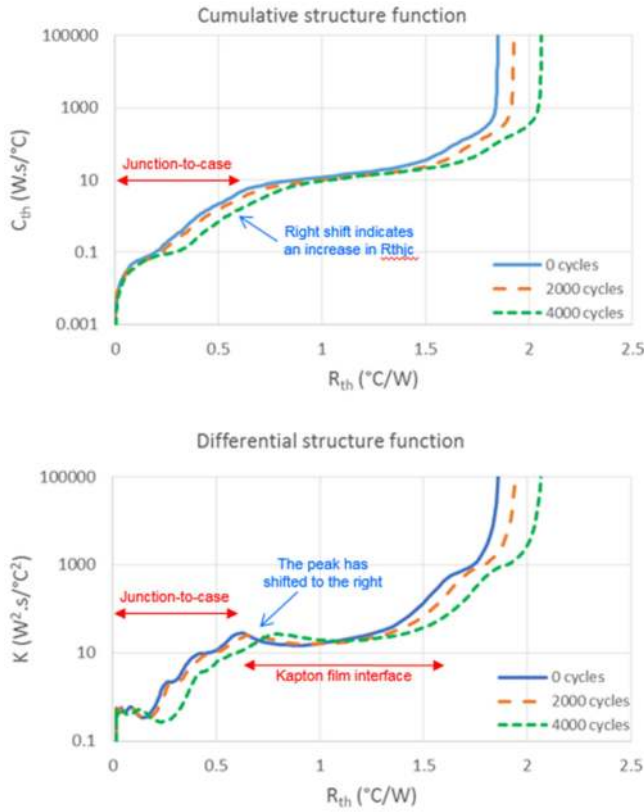 Cumulative structure function
100000
1000
10
0.1
0.001
C_th (W.s/°C)
Junction-to-case
Right shift indicates
an increase in Rthjc
0 cycles
2000 cycles
4000 cycles
0 0.5 1 1.5 2 2.5
R_th (°C/W)
Differential structure function
100000
1000
10
0.1
K (W².s/°C²)
Junction-to-case
The peak has
shifted to the right
Kapton film interface
0 cycles
2000 cycles
4000 cycles
0 0.5 1 1.5 2 2.5
R_th (°C/W)